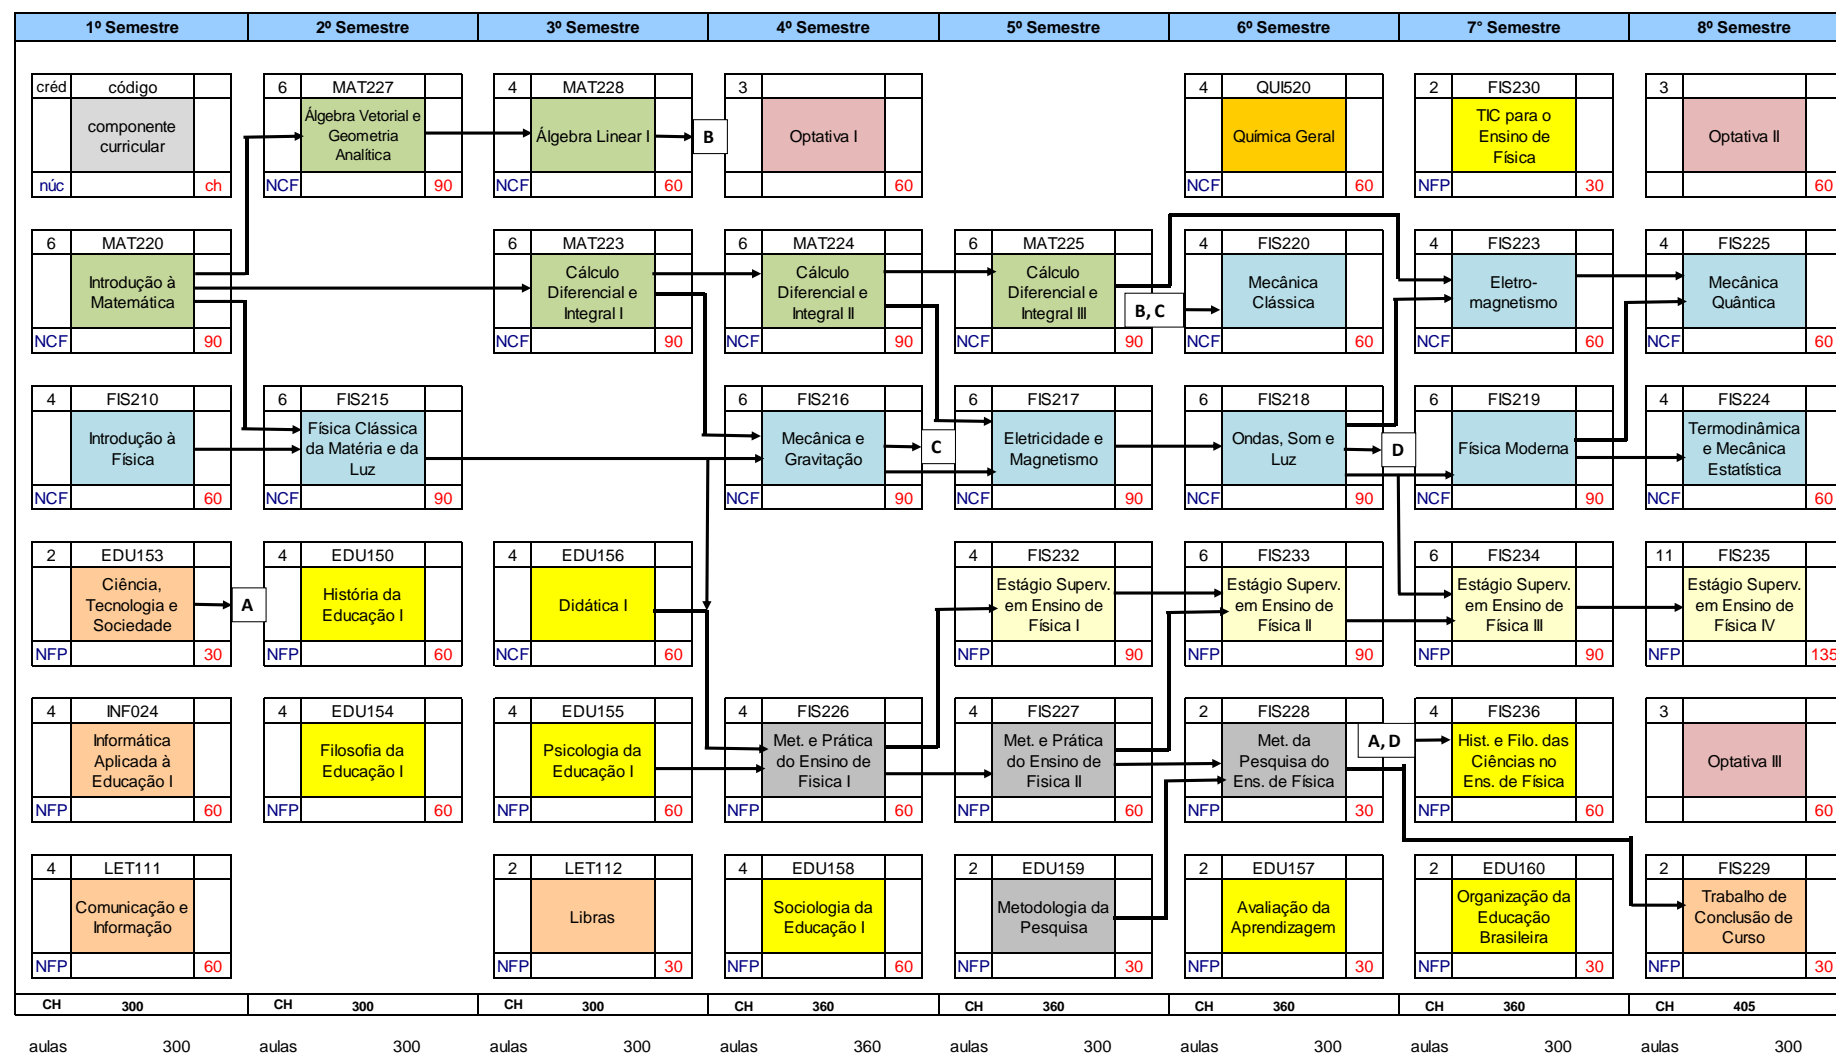 1º Semestre 2º Semestre 3º Semestre 4º Semestre 5º Semestre 6º Semestre 7° Semestre 8º Semestre
créd código
componente
curricular
núc ch
6 MAT227
Álgebra Vetorial e
Geometria
Analítica
NCF 90
4 MAT228
Álgebra Linear I
NCF 60
B
3
Optativa I
60
4 QUI520
Química Geral
NCF 60
2 FIS230
TIC para o
Ensino de
Física
NFP 30
3
Optativa II
60
6 MAT220
Introdução à
Matemática
NCF 90
6 MAT223
Cálculo
Diferencial e
Integral I
NCF 90
6 MAT224
Cálculo
Diferencial e
Integral II
NCF 90
6 MAT225
Cálculo
Diferencial e
Integral III
NCF 90
B, C
4 FIS220
Mecânica
Clássica
NCF 60
4 FIS223
Eletro-
magnetismo
NCF 60
4 FIS225
Mecânica
Quântica
NCF 60
4 FIS210
Introdução à
Física
NCF 60
6 FIS215
Física Clássica
da Matéria e da
Luz
NCF 90
6 FIS216
Mecânica e
Gravitação
NCF 90
C
6 FIS217
Eletricidade e
Magnetismo
NCF 90
6 FIS218
Ondas, Som e
Luz
NCF 90
D
6 FIS219
Física Moderna
NCF 90
4 FIS224
Termodinâmica
e Mecânica
Estatística
NCF 60
2 EDU153
Ciência,
Tecnologia e
Sociedade
NFP 30
A
4 EDU150
História da
Educação I
NFP 60
4 EDU156
Didática I
NCF 60
4 FIS232
Estágio Superv.
em Ensino de
Física I
NFP 90
6 FIS233
Estágio Superv.
em Ensino de
Física II
NFP 90
6 FIS234
Estágio Superv.
em Ensino de
Física III
NFP 90
11 FIS235
Estágio Superv.
em Ensino de
Física IV
NFP 135
4 INF024
Informática
Aplicada à
Educação I
NFP 60
4 EDU154
Filosofia da
Educação I
NFP 60
4 EDU155
Psicologia da
Educação I
NFP 60
4 FIS226
Met. e Prática
do Ensino de
Fisica I
NFP 60
4 FIS227
Met. e Prática
do Ensino de
Fisica II
NFP 60
2 FIS228
Met. da
Pesquisa do
Ens. de Física
NFP 30
A, D
4 FIS236
Hist. e Filo. das
Ciências no
Ens. de Física
NFP 60
3
Optativa III
60
4 LET111
Comunicação e
Informação
NFP 60
2 LET112
Libras
NFP 30
4 EDU158
Sociologia da
Educação I
NFP 60
2 EDU159
Metodologia da
Pesquisa
NFP 30
2 EDU157
Avaliação da
Aprendizagem
NFP 30
2 EDU160
Organização da
Educação
Brasileira
NFP 30
2 FIS229
Trabalho de
Conclusão de
Curso
NFP 30
CH 300 CH 300 CH 300 CH 360 CH 360 CH 360 CH 360 CH 405
aulas 300 aulas 300 aulas 300 aulas 360 aulas 300 aulas 300 aulas 300 aulas 300